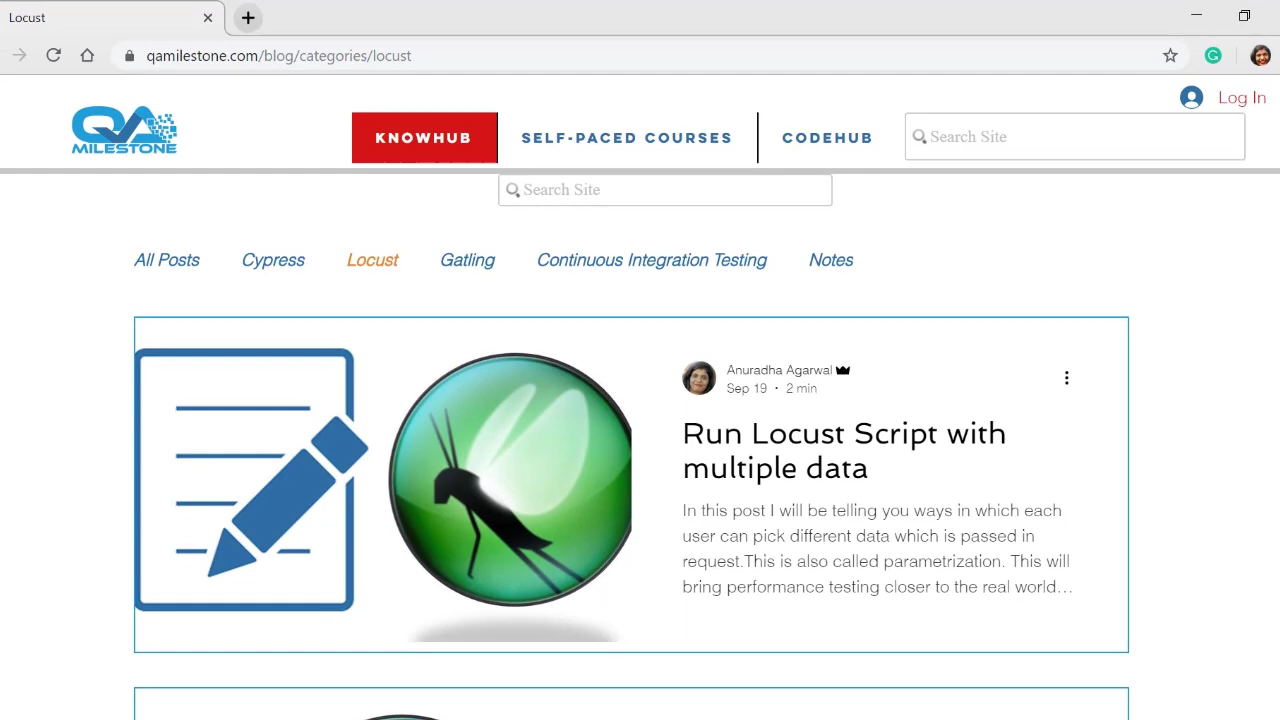 Locust
qamilestone.com/blog/categories/locust
Log In
QA
MILESTONE
KNOWHUB
SELF-PACED COURSES
CODEHUB
Search Site
Search Site
All Posts Cypress Locust Gatling Continuous Integration Testing Notes
Anuradha Agarwal
Sep 19 · 2 min
Run Locust Script with
multiple data
In this post I will be telling you ways in which each
user can pick different data which is passed in
request.This is also called parametrization. This will
bring performance testing closer to the real world…